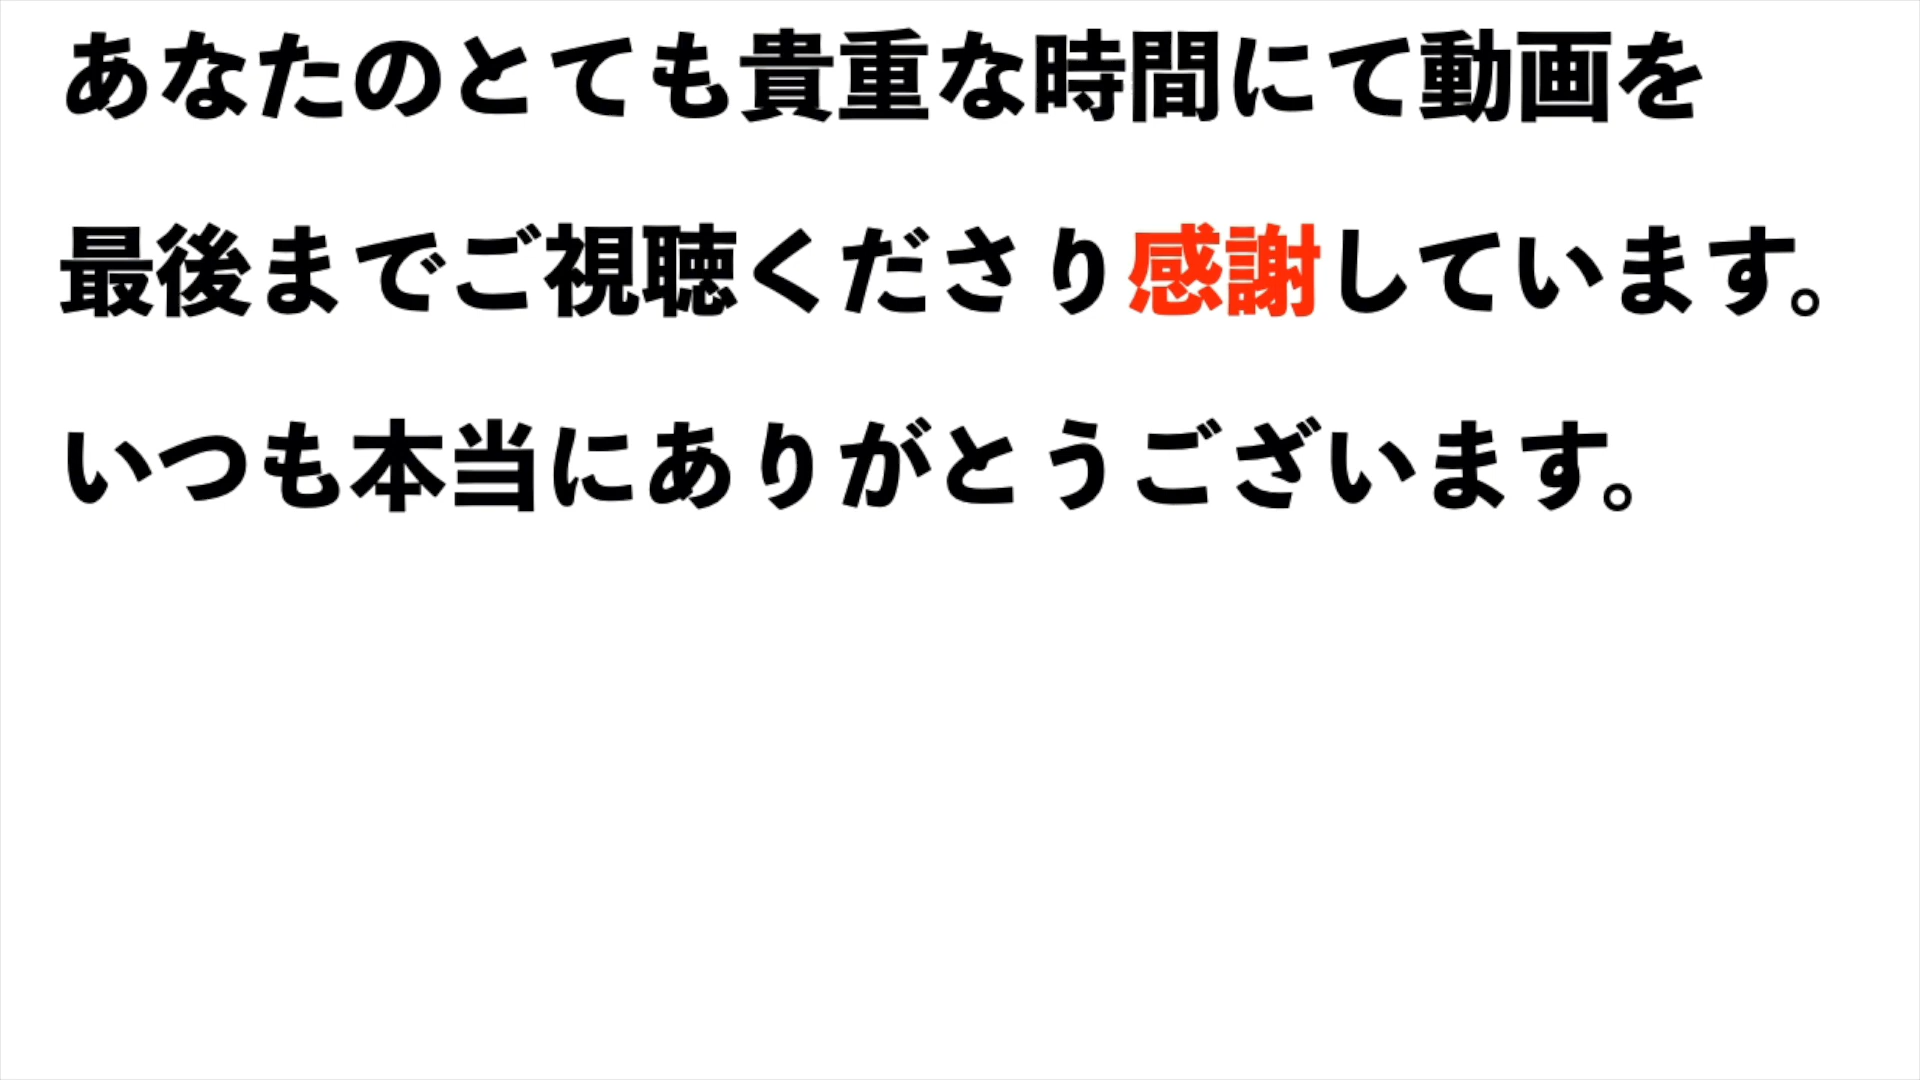 あなたのとても貴重な時間にて動画を
最後までご視聴くださり感謝しています。
いつも本当にありがとうございます。